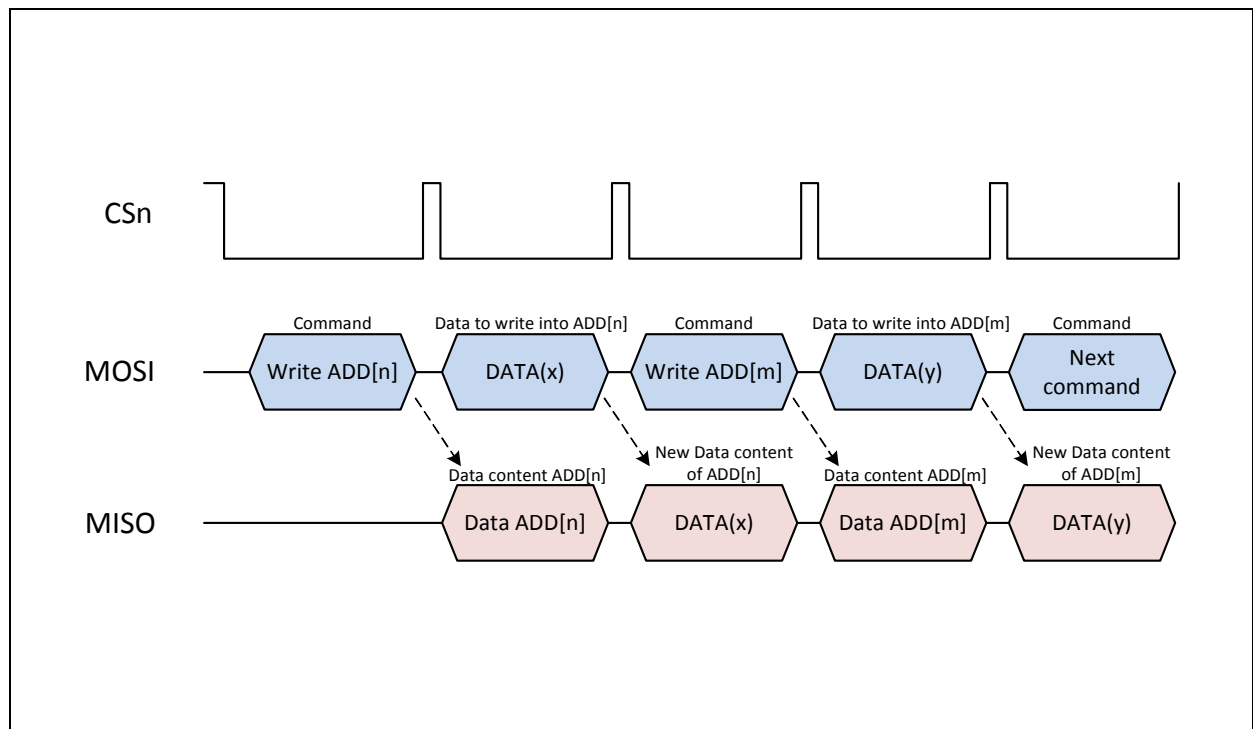 CSn
Command
Data to write into ADD[n]
Command
Data to write into ADD[m]
Command
MOSI
Write ADD[n]
DATA(x)
Write ADD[m]
DATA(y)
Next
command
New Data content
of ADD[n]
New Data content
of ADD[m]
Data content ADD[n]
Data content ADD[m]
MISO
Data ADD[n]
DATA(x)
Data ADD[m]
DATA(y)